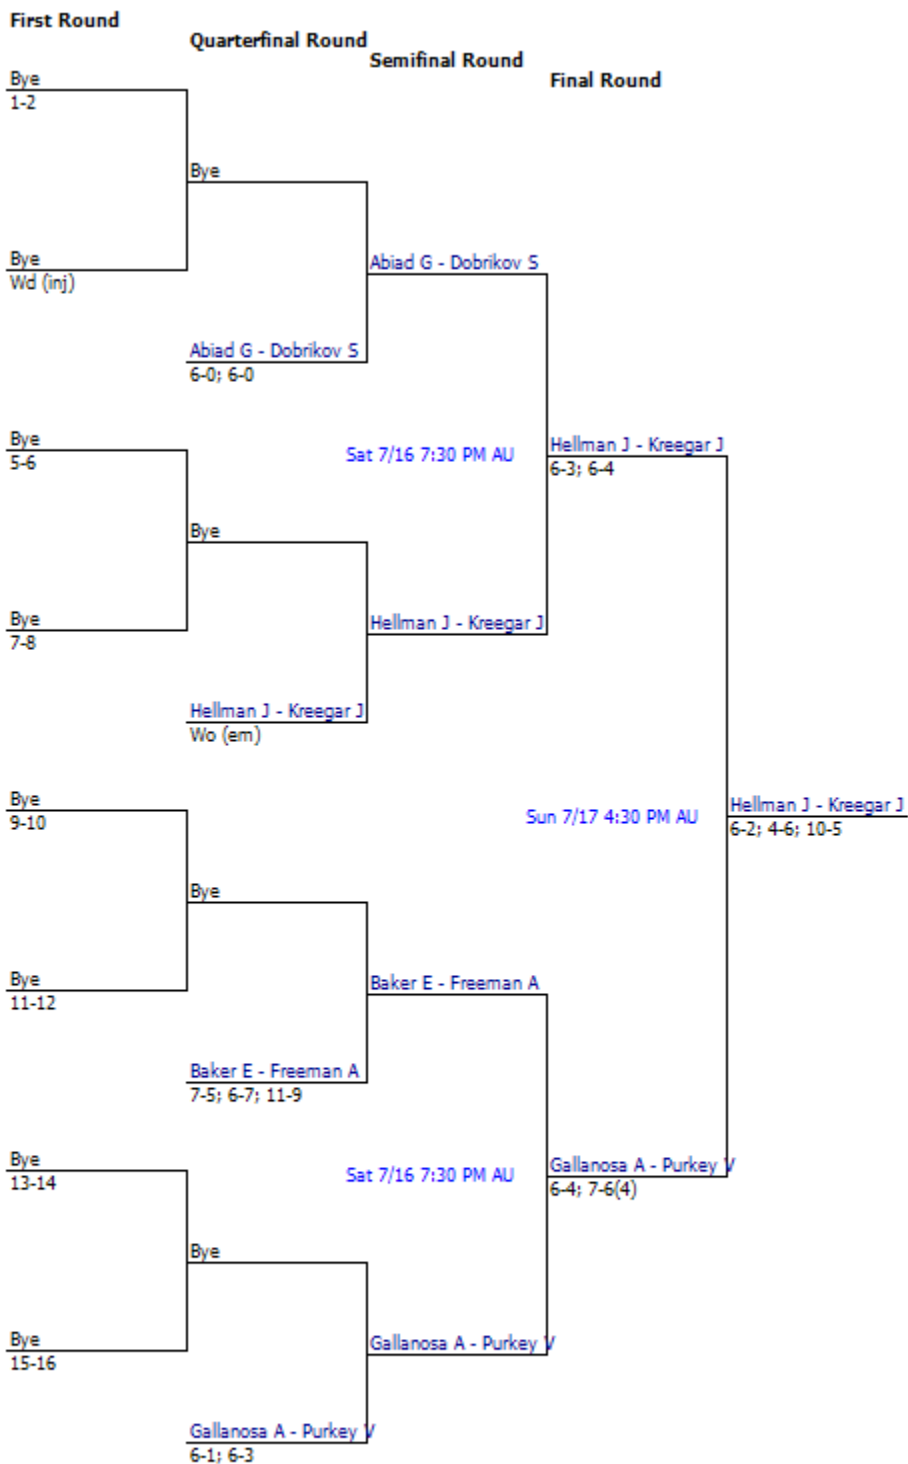 First Round
Quarterfinal Round
Semifinal Round
Final Round
Bye
1-2
Bye
Bye
Wd (inj)
Abiad G - Dobrikov S
Abiad G - Dobrikov S
6-0; 6-0
Bye
5-6
Sat 7/16 7:30 PM AU
Hellman J - Kreegar J
6-3; 6-4
Bye
Bye
7-8
Hellman J - Kreegar J
Hellman J - Kreegar J
Wo (em)
Bye
9-10
Sun 7/17 4:30 PM AU
Hellman J - Kreegar J
6-2; 4-6; 10-5
Bye
Bye
11-12
Baker E - Freeman A
Baker E - Freeman A
7-5; 6-7; 11-9
Bye
13-14
Sat 7/16 7:30 PM AU
Gallanosa A - Purkey V
6-4; 7-6(4)
Bye
Bye
15-16
Gallanosa A - Purkey V
Gallanosa A - Purkey V
6-1; 6-3